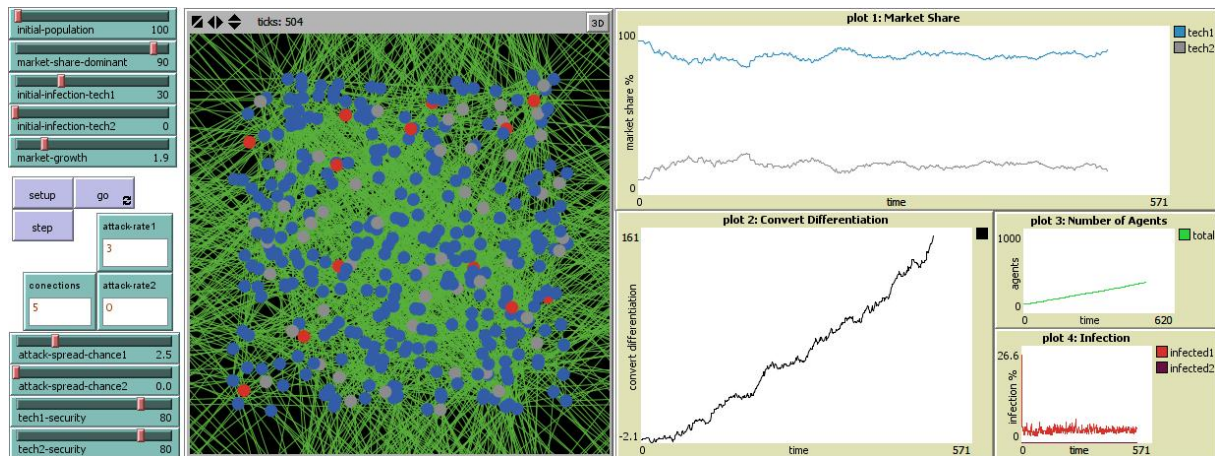 initial-population 100
market-share-dominant 90
initial-infection-tech1 30
initial-infection-tech2 0
market-growth 1.9
setup
go
step
attack-rate1
3
conections
5
attack-rate2
0
attack-spread-chance1 2.5
attack-spread-chance2 0.0
tech1-security 80
tech2-security 80
ticks: 504
3D
plot 1: Market Share
100
market share %
0
0
time
571
tech1
tech2
plot 2: Convert Differentiation
161
convert differentiation
-2.1
0
time
571
plot 3: Number of Agents
1000
agents
0
0
time
620
total
plot 4: Infection
26.6
infection %
0
0
time
571
infected1
infected2